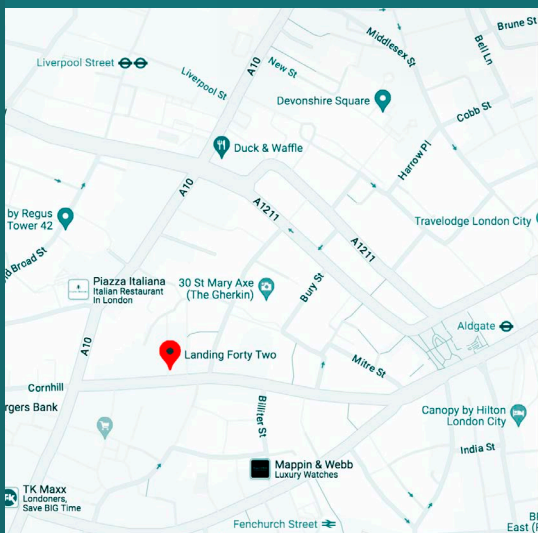 Brune St
Middlesex St
Bell Ln
A10
Liverpool Street
New St
Liverpool St
Devonshire Square
Cobb St
Duck & Waffle
Harrow Pl
A10
by Regus
Tower 42
A1211
Travelodge London City
A1211
nd Broad St
Piazza Italiana
Italian Restaurant
In London
30 St Mary Axe
(The Gherkin)
Bury St
Aldgate
A10
Landing Forty Two
Mitre St
Cornhill
rgers Bank
Billiter St
Canopy by Hilton
London City
India St
Mappin & Webb
Luxury Watches
TK Maxx
Londoners,
Save BIG Time
Fenchurch Street
East